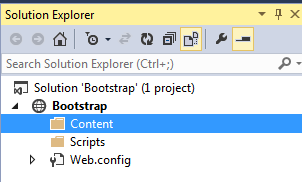 Solution Explorer
Search Solution Explorer (Ctrl+;)
Solution 'Bootstrap' (1 project)
Bootstrap
Content
Scripts
Web.config